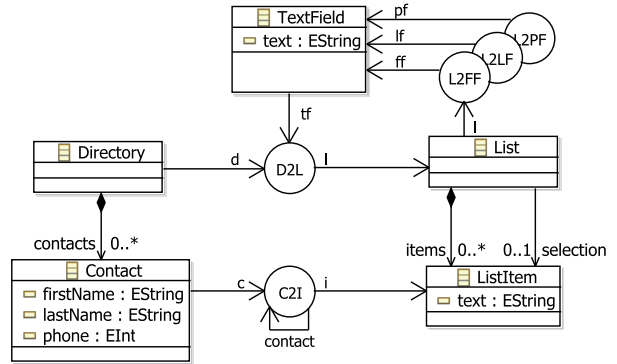 TextField
text : EString
pf
lf
ff
L2PF
L2LF
L2FF
tf
l
Directory
d
D2L
l
List
contacts 0..*
items 0..* 0..1 selection
Contact
firstName : EString
lastName : EString
phone : EInt
c
C2I
i
contact
ListItem
text : EString